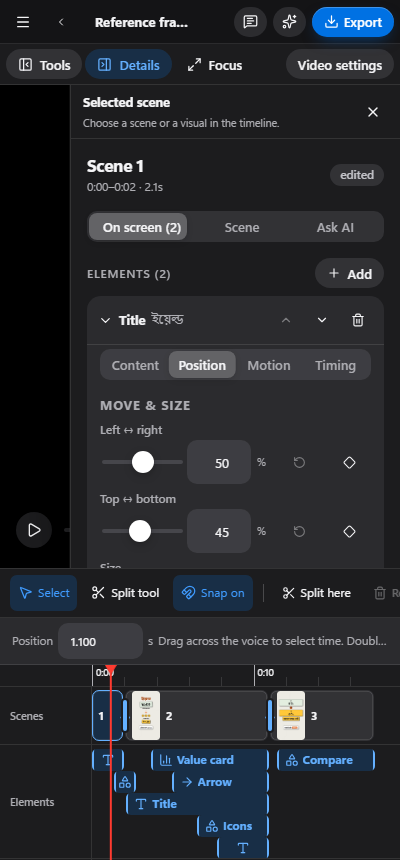 Reference fra...
Export
Tools
Details
Focus
Video settings
Selected scene
Choose a scene or a visual in the timeline.
Scene 1
0:00–0:02 · 2.1s
edited
On screen (2)
Scene
Ask AI
ELEMENTS (2)
Add
Title ইয়েল্ড
Content
Position
Motion
Timing
MOVE & SIZE
Left ↔ right
50
%
Top ↔ bottom
45
%
Select
Split tool
Snap on
Split here
Position
1.100
s Drag across the voice to select time. Doubl...
0:00
0:10
Scenes
1
2
3
Value card
Compare
Elements
Arrow
Title
Icons